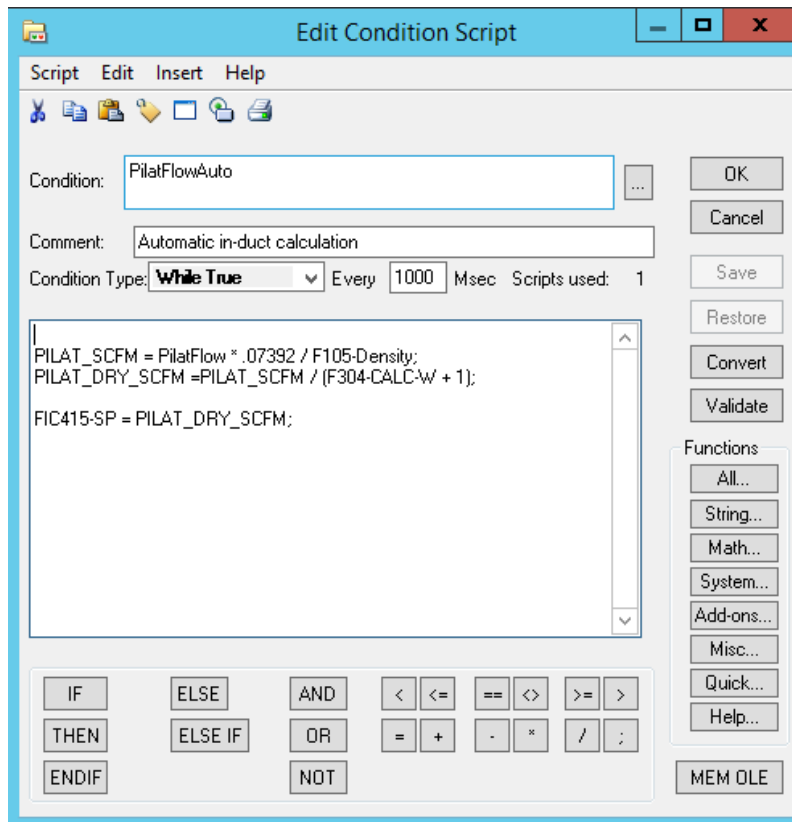 Edit Condition Script
Script Edit Insert Help
Condition: PilatFlowAuto ...
OK
Cancel
Comment: Automatic in-duct calculation
Condition Type: While True Every 1000 Msec Scripts used: 1
Save
Restore
Convert
Validate
PILAT_SCFM = PilatFlow * .07392 / F105-Density;
PILAT_DRY_SCFM =PILAT_SCFM / (F304-CALC-W + 1);
FIC415-SP = PILAT_DRY_SCFM;
Functions
All...
String...
Math...
System...
Add-ons...
Misc...
Quick...
Help...
IF ELSE AND < <= == <> >= >
THEN ELSE IF OR = + - * / ;
ENDIF NOT
MEM OLE